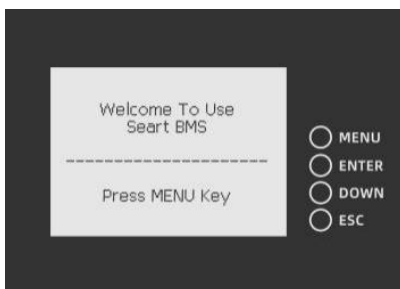 Welcome To Use
Seart BMS
---------------------
Press MENU Key
MENU
ENTER
DOWN
ESC